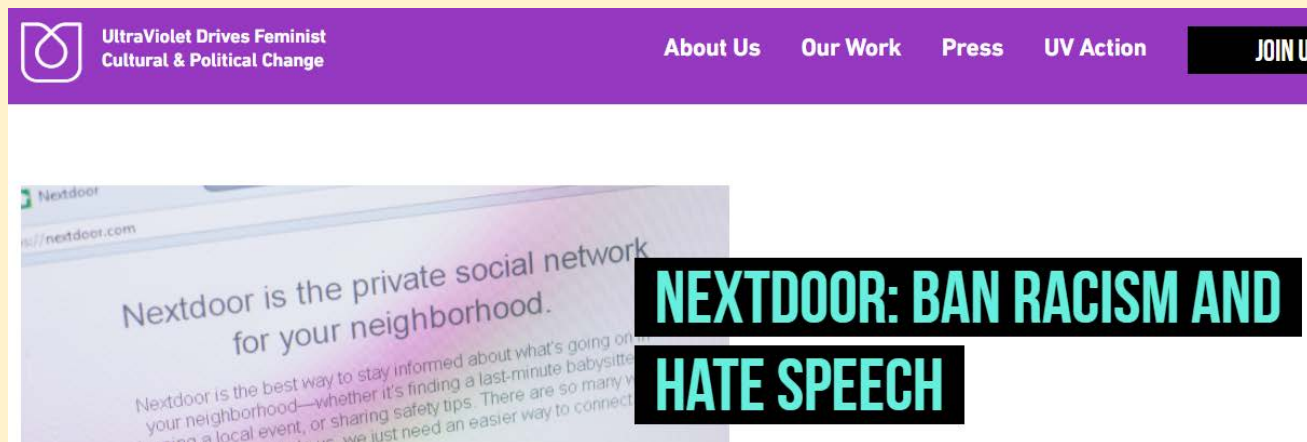 UltraViolet Drives Feminist
Cultural & Political Change
About Us Our Work Press UV Action JOIN U
Nextdoor
://nextdoor.com
Nextdoor is the private social network
for your neighborhood.
Nextdoor is the best way to stay informed about what's going on in
your neighborhood—whether it's finding a last-minute babysitte
a local event, or sharing safety tips. There are so many w
we just need an easier way to connect
NEXTDOOR: BAN RACISM AND
HATE SPEECH